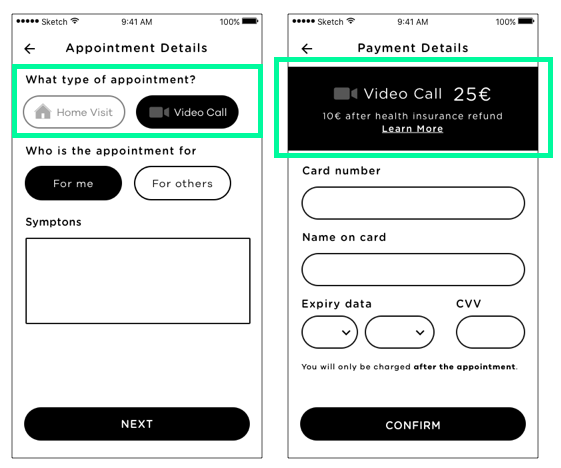 ●●●●● Sketch 9:41 AM 100%
← Appointment Details
What type of appointment?
Home Visit Video Call
Who is the appointment for
For me For others
Symptons
NEXT
●●●●● Sketch 9:41 AM 100%
← Payment Details
Video Call 25€
10€ after health insurance refund
Learn More
Card number
Name on card
Expiry data CVV
You will only be charged after the appointment.
CONFIRM